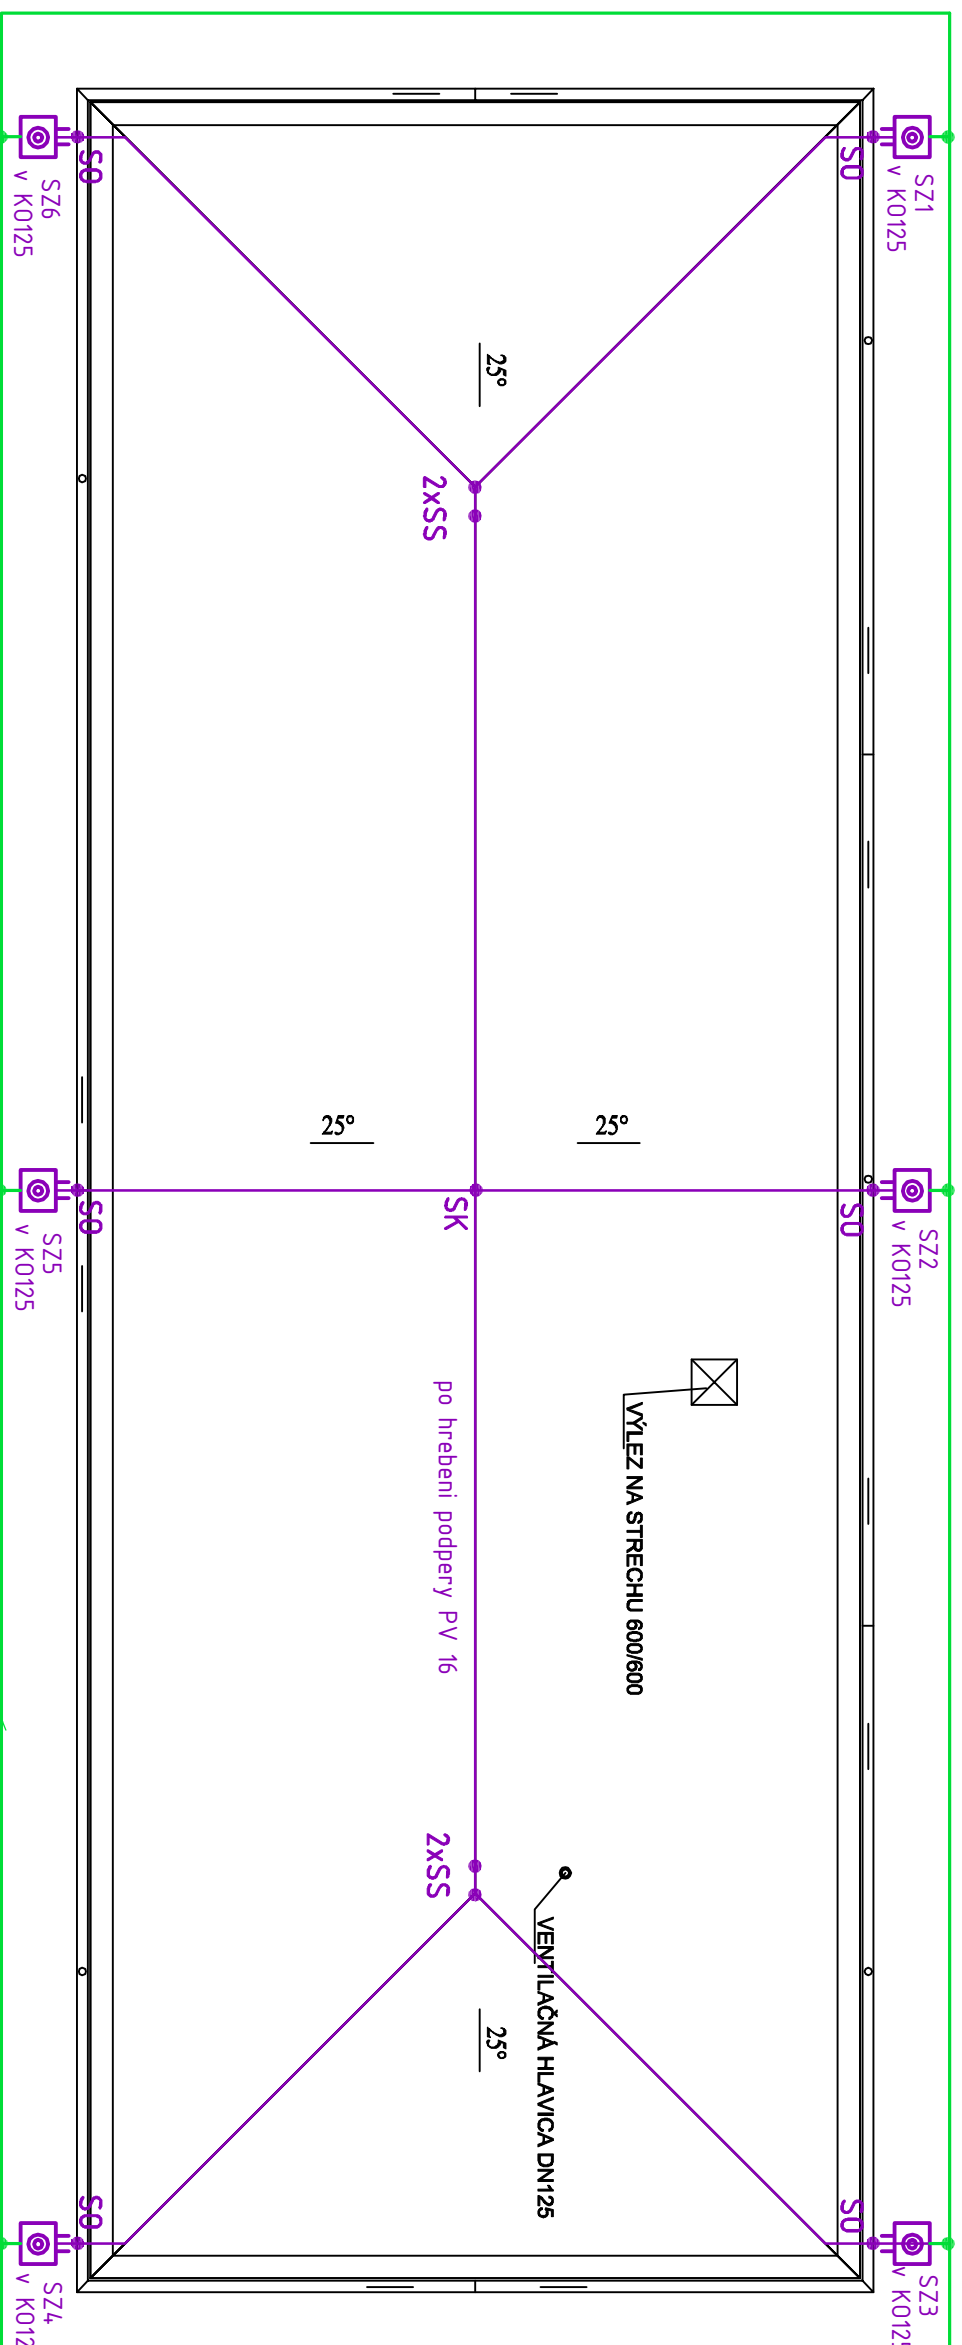 SZ6
v KO125
SO
SZ1
v KO125
SO
25°
2xSS
25°
25°
SK
SZ5
v KO125
SO
SZ2
v KO125
SO
VÝLEZ NA STRECHU 600/600
po hrebeni podpery PV 16
2xSS
VENTILAČNÁ HLAVICA DN125
25°
SO
SZ4
SO
SZ3
v KO125